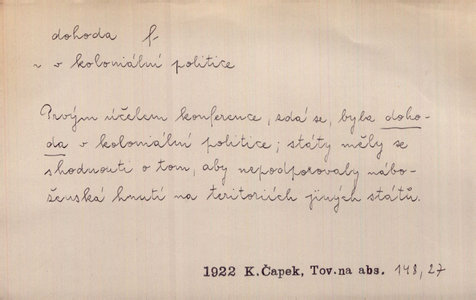 dohoda f.
~ v koloniální politice
Prvým účelem konference, zdá se, byla doho-
da v koloniální politice; státy měly se
shodnouti o tom, aby nepodporovaly nábo-
ženská hnutí na teritoriích jiných států.
1922 K.Čapek, Tov.na abs. 148,27